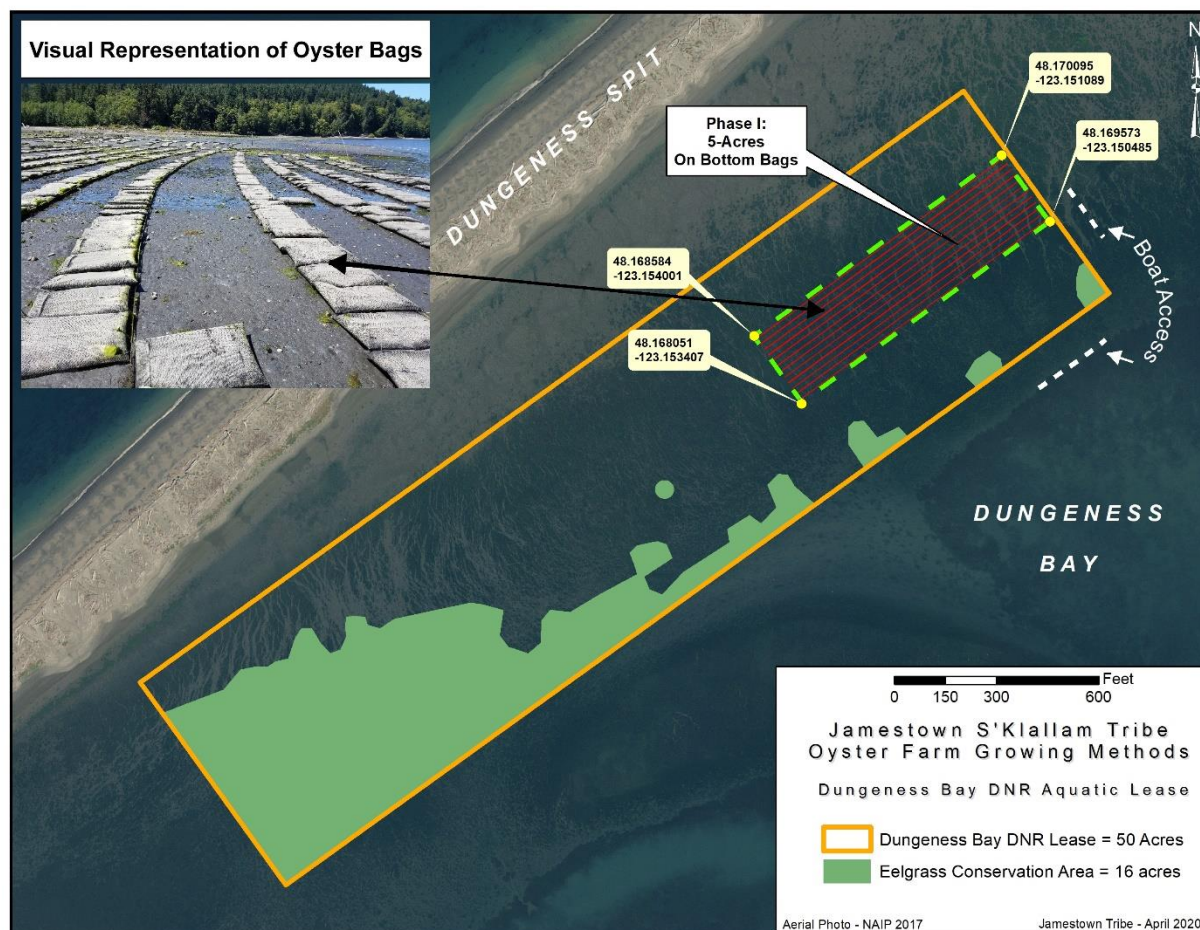 Visual Representation of Oyster Bags
N
48.170095
-123.151089
DUNGENESS SPIT
Phase I:
5-Acres
On Bottom Bags
48.169573
-123.150485
48.168584
-123.154001
Boat Access
48.168051
-123.153407
DUNGENESS
BAY
Feet
0 150 300 600
Jamestown S'Klallam Tribe
Oyster Farm Growing Methods
Dungeness Bay DNR Aquatic Lease
Dungeness Bay DNR Lease = 50 Acres
Eelgrass Conservation Area = 16 acres
Aerial Photo - NAIP 2017 Jamestown Tribe - April 2020